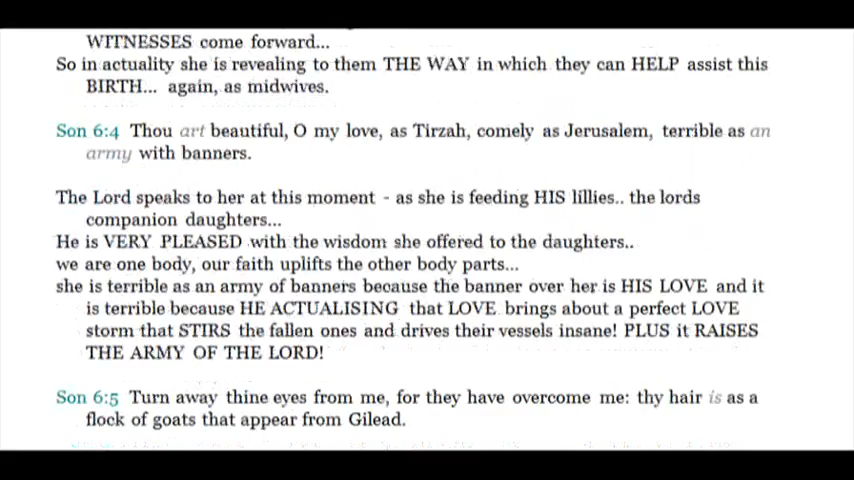 WITNESSES come forward...
So in actuality she is revealing to them THE WAY in which they can HELP assist this
BIRTH... again, as midwives.
Son 6:4 Thou art beautiful, O my love, as Tirzah, comely as Jerusalem, terrible as an
army with banners.
The Lord speaks to her at this moment - as she is feeding HIS lillies.. the lords
companion daughters...
He is VERY PLEASED with the wisdom she offered to the daughters..
we are one body, our faith uplifts the other body parts...
she is terrible as an army of banners because the banner over her is HIS LOVE and it
is terrible because HE ACTUALISING that LOVE brings about a perfect LOVE
storm that STIRS the fallen ones and drives their vessels insane! PLUS it RAISES
THE ARMY OF THE LORD!
Son 6:5 Turn away thine eyes from me, for they have overcome me: thy hair is as a
flock of goats that appear from Gilead.